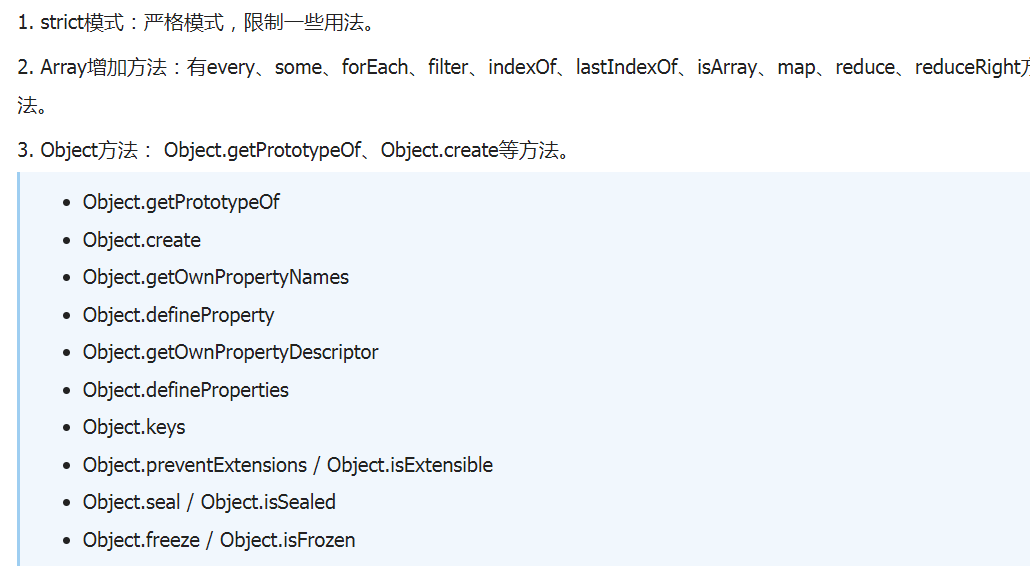 1. strict模式：严格模式，限制一些用法。
2. Array增加方法：有every、some、forEach、filter、indexOf、lastIndexOf、isArray、map、reduce、reduceRight方
法。
3. Object方法： Object.getPrototypeOf、Object.create等方法。
• Object.getPrototypeOf
• Object.create
• Object.getOwnPropertyNames
• Object.defineProperty
• Object.getOwnPropertyDescriptor
• Object.defineProperties
• Object.keys
• Object.preventExtensions / Object.isExtensible
• Object.seal / Object.isSealed
• Object.freeze / Object.isFrozen